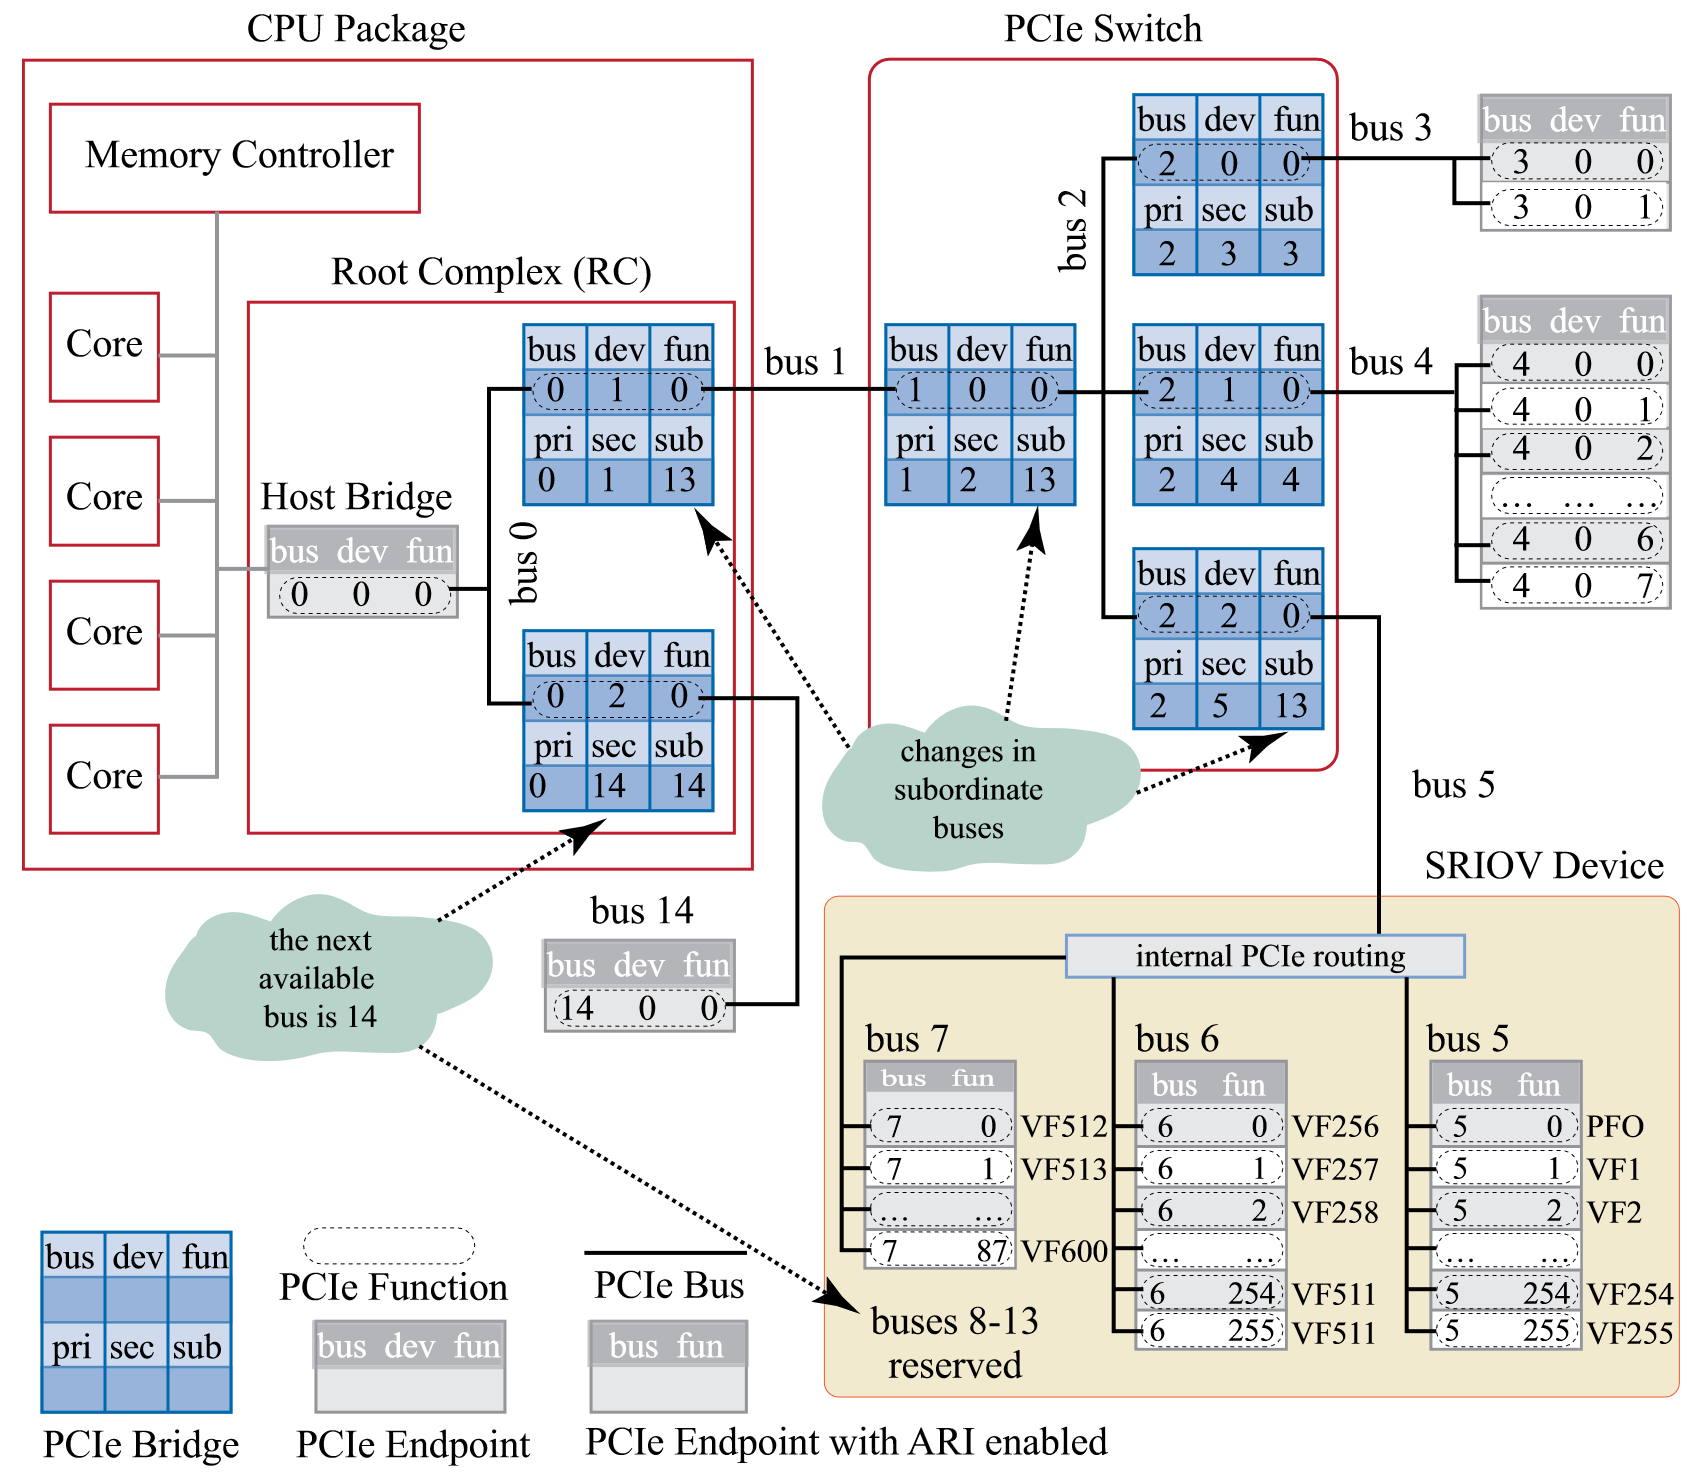 CPU Package
Memory Controller
Core
Core
Core
Core
Root Complex (RC)
Host Bridge
bus dev fun
0 0 0
bus 0
bus dev fun
0 1 0
pri sec sub
0 1 13
bus dev fun
0 2 0
pri sec sub
0 14 14
bus 1
PCIe Switch
bus dev fun
1 0 0
pri sec sub
1 2 13
bus 2
bus dev fun
2 0 0
pri sec sub
2 3 3
bus dev fun
2 1 0
pri sec sub
2 4 4
bus dev fun
2 2 0
pri sec sub
2 5 13
bus 3
bus dev fun
3 0 0
3 0 1
bus 4
bus dev fun
4 0 0
4 0 1
4 0 2
... ... ...
4 0 6
4 0 7
bus 5
changes in
subordinate
buses
the next
available
bus is 14
bus 14
bus dev fun
14 0 0
SRIOV Device
internal PCIe routing
bus 7
bus fun
7 0 VF512
7 1 VF513
... ...
7 87 VF600
bus 6
bus fun
6 0 VF256
6 1 VF257
6 2 VF258
... ...
6 254 VF511
6 255 VF511
bus 5
bus fun
5 0 PFO
5 1 VF1
5 2 VF2
... ...
5 254 VF254
5 255 VF255
buses 8-13
reserved
bus dev fun
pri sec sub
PCIe Bridge
PCIe Function
bus dev fun
PCIe Endpoint
PCIe Bus
bus fun
PCIe Endpoint with ARI enabled